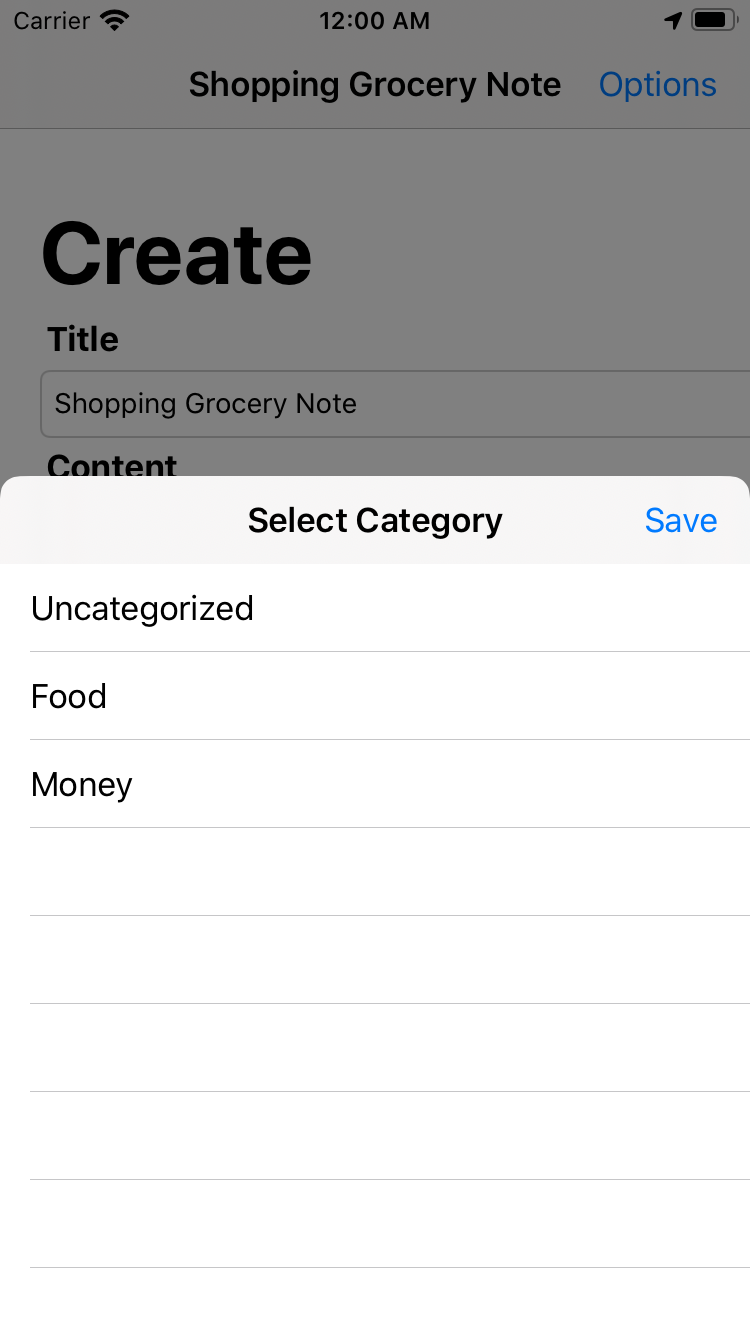 Carrier 12:00 AM
Shopping Grocery Note Options
Create
Title
Shopping Grocery Note
Content
Select Category Save
Uncategorized
Food
Money